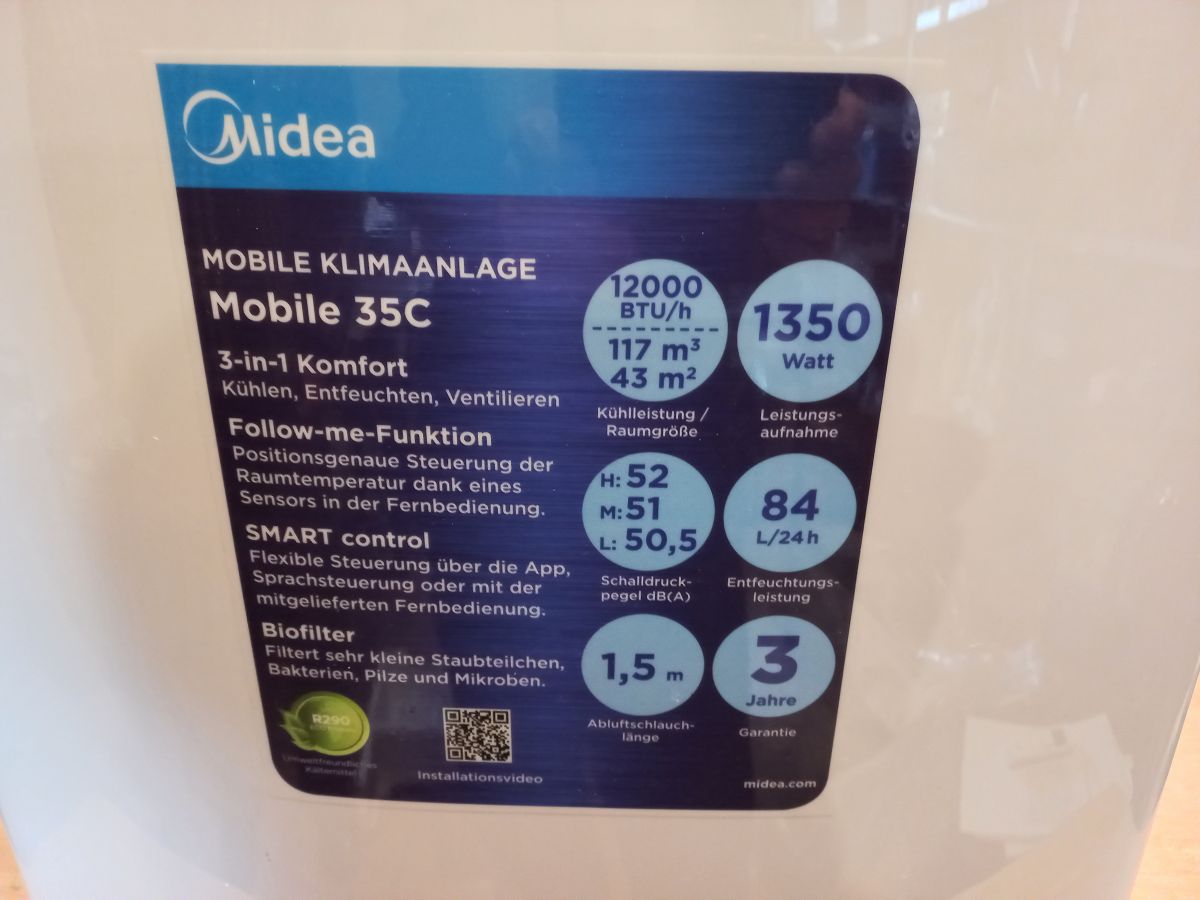 Midea
MOBILE KLIMAANLAGE
Mobile 35C
3-in-1 Komfort
Kühlen, Entfeuchten, Ventilieren
Follow-me-Funktion
Positionsgenaue Steuerung der
Raumtemperatur dank eines
Sensors in der Fernbedienung.
SMART control
Flexible Steuerung über die App,
Sprachsteuerung oder mit der
mitgelieferten Fernbedienung.
Biofilter
Filtert sehr kleine Staubteilchen,
Bakterien, Pilze und Mikroben.
R290
Umweltfreundliches
Kältemittel
Installationsvideo
12000
BTU/h
117 m³
43 m²
Kühlleistung /
Raumgröße
1350
Watt
Leistungs-
aufnahme
H: 52
M: 51
L: 50,5
Schalldruck-
pegel dB(A)
84
L/24h
Entfeuchtungs-
leistung
1,5 m
Abluftschlauch-
länge
3
Jahre
Garantie
midea.com